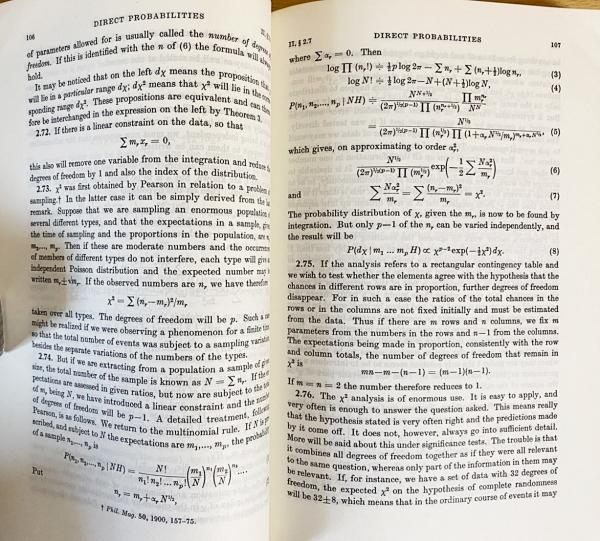 106 DIRECT PROBABILITIES
of parameters allowed for is usually called the number of degrees
freedom. If this is identified with the n of (6) the formula will
hold.
It may be noticed that on the left dχ means the proposition that
will lie in a particular range dχ; dχ² means that χ² will lie in the
sponding range dχ². These propositions are equivalent and can
fore be interchanged in the expression on the left by Theorem 3.
2.72. If there is a linear constraint on the data, so that
∑ mᵣxᵣ = 0,
this also will remove one variable from the integration and reduce
degrees of freedom by 1 and also the index of the distribution.
2.73. χ² was first obtained by Pearson in relation to a problem
sampling.† In the latter case it can be simply derived from the
remark. Suppose that we are sampling an enormous population
several different types, and that the expectations in a sample, given
the time of sampling and the proportions in the population, are
m₂,..., mₚ. Then if these are moderate numbers and the occurrence
of members of different types do not interfere, each type will give
independent Poisson distribution and the expected number may
written mᵣ±√mᵣ. If the observed numbers are nᵣ we have therefore
χ² = ∑ (nᵣ−mᵣ)²/mᵣ
taken over all types. The degrees of freedom will be p. Such a
might be realized if we were observing a phenomenon for a finite time
so that the total number of events was subject to a sampling variation
besides the separate variations of the numbers of the types.
2.74. But if we are extracting from a population a sample of given
size, the total number of the sample is known as N = ∑ nᵣ. If the
pectations are assessed in given ratios, but now are subject to the total
of mᵣ being N, we have introduced a linear constraint and the number
of degrees of freedom will be p−1. A detailed treatment, following
Pearson, is as follows. We return to the multinomial rule. If N is
scribed, and subject to N the expectations are m₁,..., mₚ, the probability
of a sample n₁,..., nₚ is
P(n₁, n₂,..., nₚ | NH) = N!/(n₁! n₂! ... nₚ!) (m₁/N)ⁿ¹ (m₂/N)ⁿ² ....
Put nᵣ = mᵣ+αᵣ N^½,
† Phil. Mag. 50, 1900, 157–75.
II, § 2.7 DIRECT PROBABILITIES 107
where ∑ αᵣ = 0. Then
log ∏ (nᵣ!) ≑ ½p log 2π − ∑ nᵣ + ∑ (nᵣ+½)log nᵣ, (3)
log N! ≑ ½ log 2π−N+(N+½)log N, (4)
P(n₁, n₂,..., nₚ | NH) ≑ N^(N+½)/((2π)^(½(p−1)) ∏ (nᵣ^(nᵣ+½))) ∏ mᵣ^nᵣ/N^N
= N^½/((2π)^(½(p−1)) ∏ (nᵣ^½) ∏ (1+αᵣ N^½/mᵣ)^(mᵣ+αᵣN^½)), (5)
which gives, on approximating to order αᵣ²,
N^½/((2π)^(½(p−1)) ∏ (mᵣ^½)) exp(−½ ∑ Nαᵣ²/mᵣ) (6)
and ∑ Nαᵣ²/mᵣ = ∑ (nᵣ−mᵣ)²/mᵣ = χ². (7)
The probability distribution of χ, given the mᵣ, is now to be found by
integration. But only p−1 of the nᵣ can be varied independently, and
the result will be
P(dχ | m₁ ... mᵣ, H) ∝ χ^(p−2)exp(−½χ²)dχ. (8)
2.75. If the analysis refers to a rectangular contingency table and
we wish to test whether the elements agree with the hypothesis that the
chances in different rows are in proportion, further degrees of freedom
disappear. For in such a case the ratios of the total chances in the
rows or in the columns are not fixed initially and must be estimated
from the data. Thus if there are m rows and n columns, we fix m
parameters from the numbers in the rows and n−1 from the columns.
The expectations being made in proportion, consistently with the row
and column totals, the number of degrees of freedom that remain in
χ² is
mn−m−(n−1) = (m−1)(n−1).
If m = n = 2 the number therefore reduces to 1.
2.76. The χ² analysis is of enormous use. It is easy to apply, and
very often is enough to answer the question asked. This means really
that the hypothesis stated is very often right and the predictions made
by it come off. It does not, however, always go into sufficient detail.
More will be said about this under significance tests. The trouble is that
it combines all degrees of freedom together as if they were all relevant
to the same question, whereas only part of the information in them may
be relevant. If, for instance, we have a set of data with 32 degrees of
freedom, the expected χ² on the hypothesis of complete randomness
will be 32±8, which means that in the ordinary course of events it may